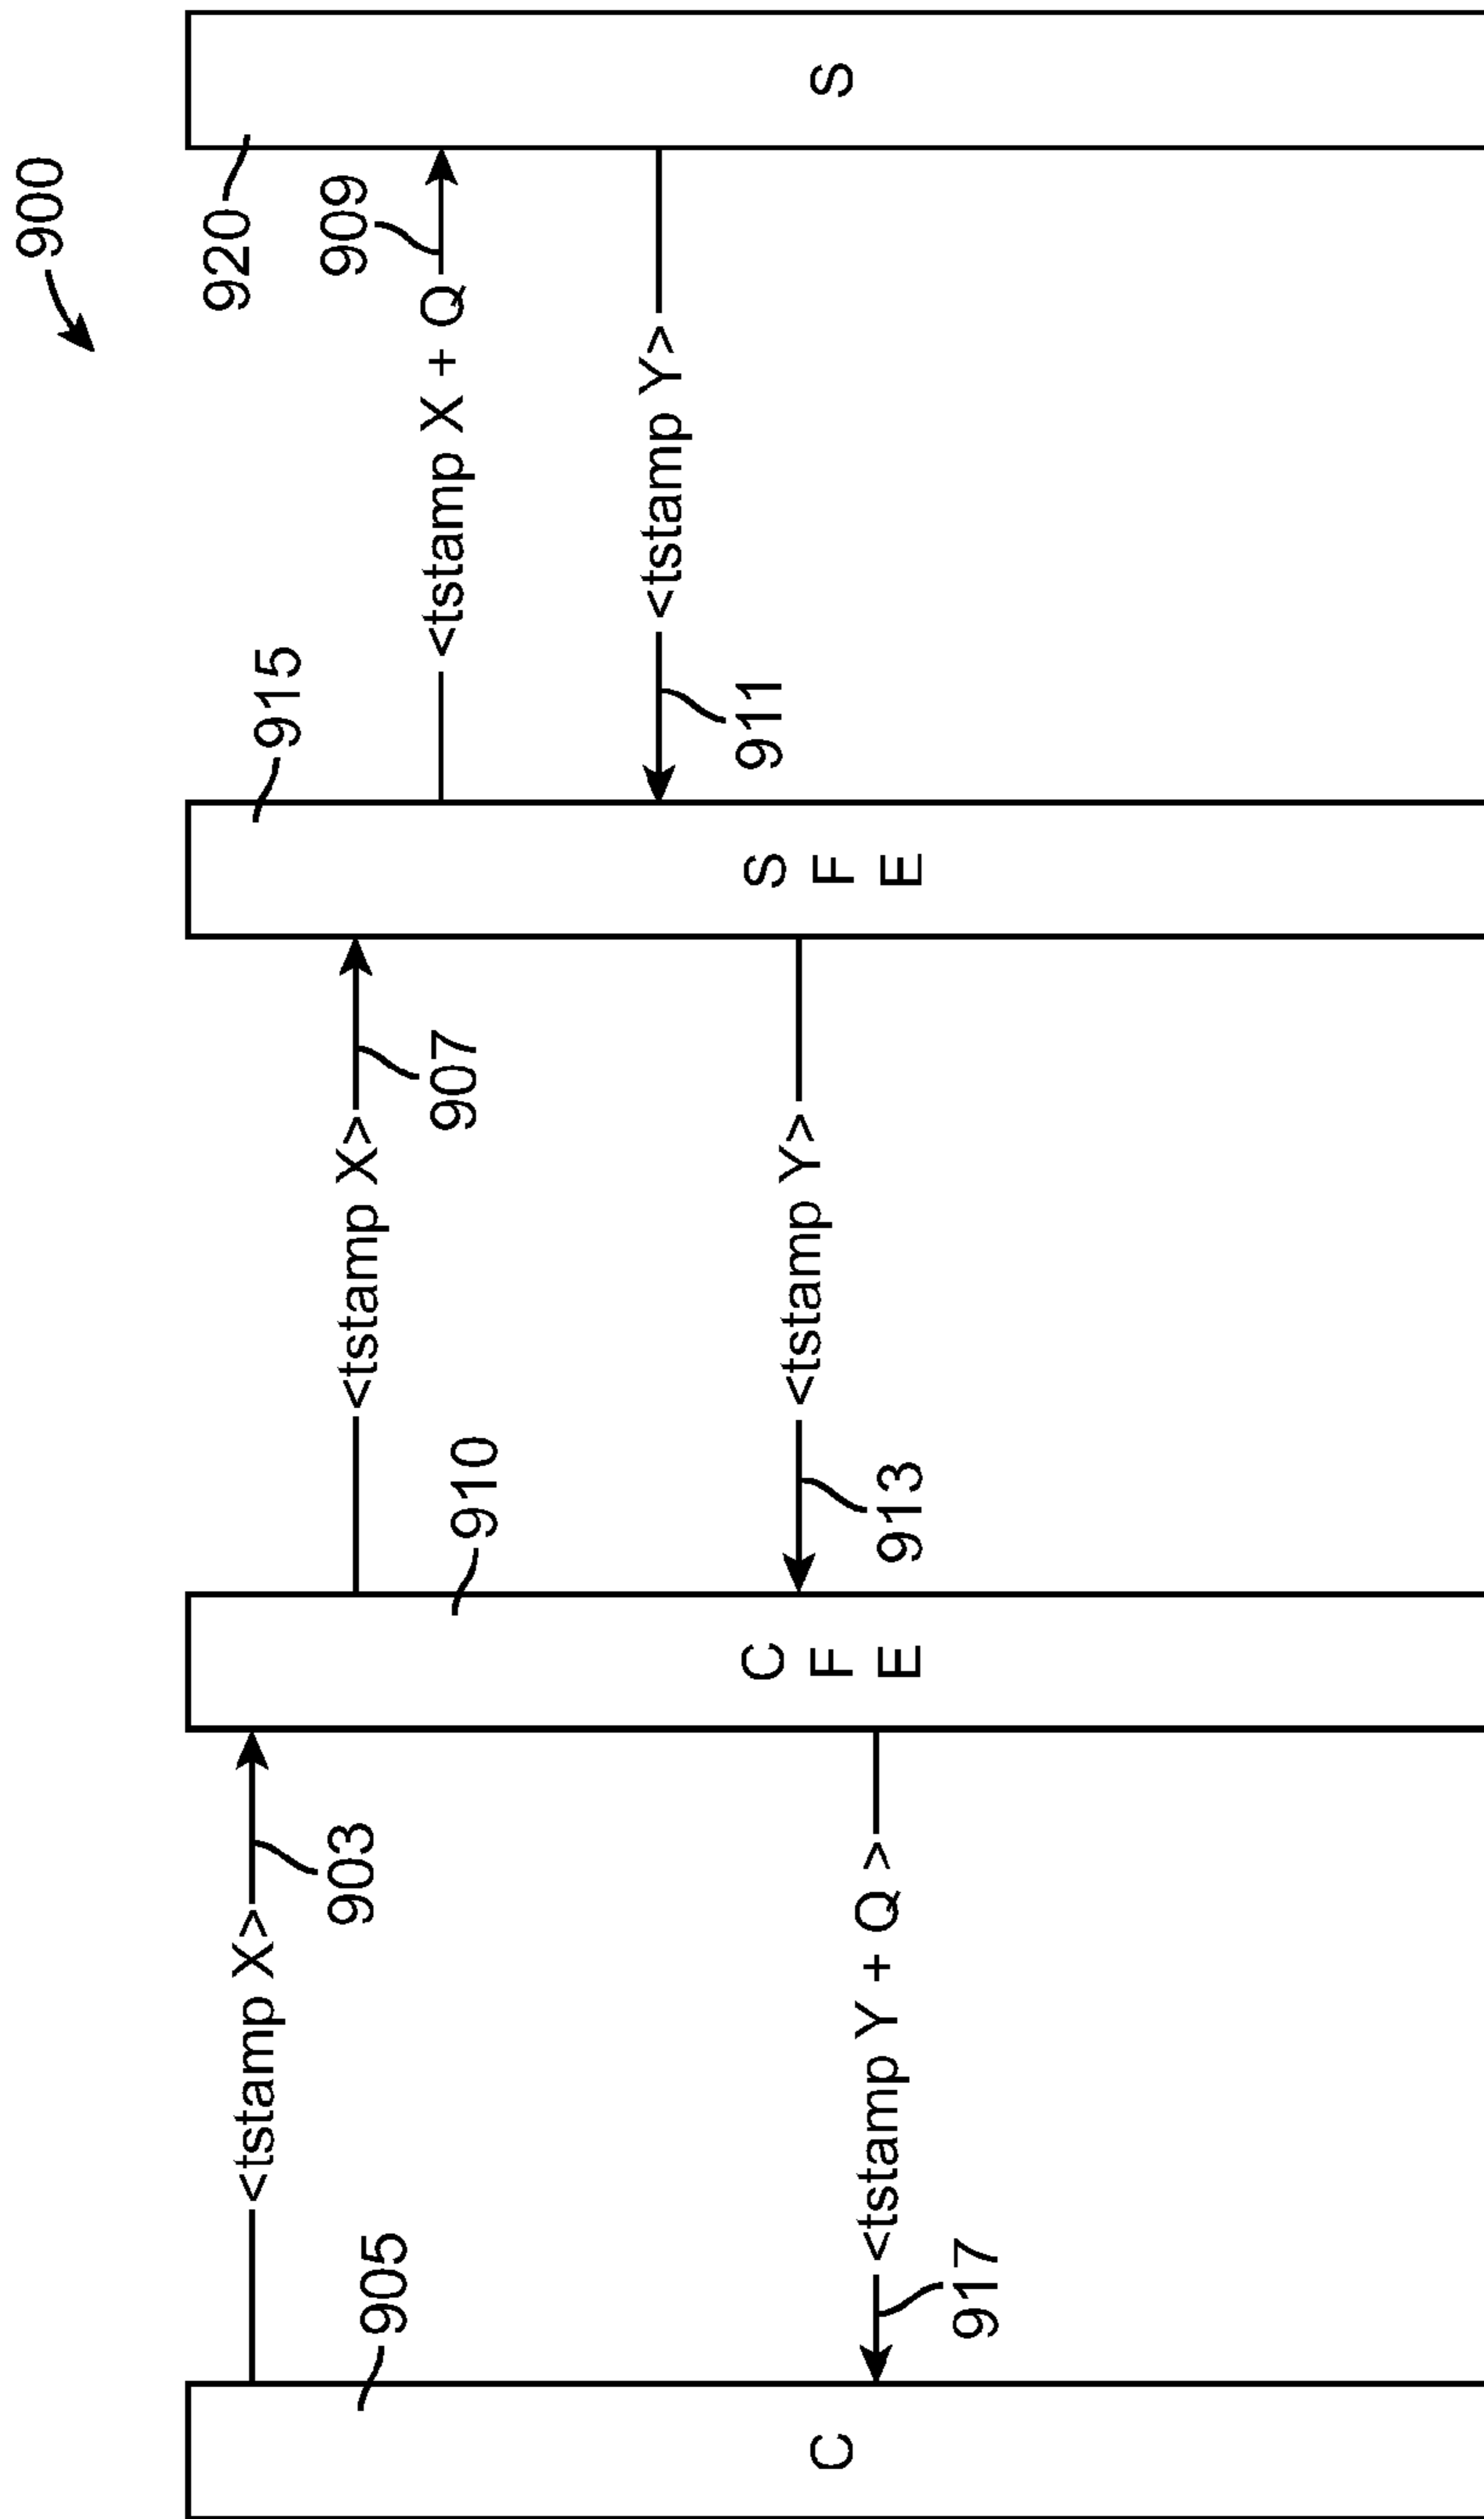 900
C
905
<tstamp X>
903
C
F
E
910
<tstamp X>
907
S
F
E
915
<tstamp X + Q
909
S
920
<tstamp Y>
911
<tstamp Y>
913
<tstamp Y + Q >
917